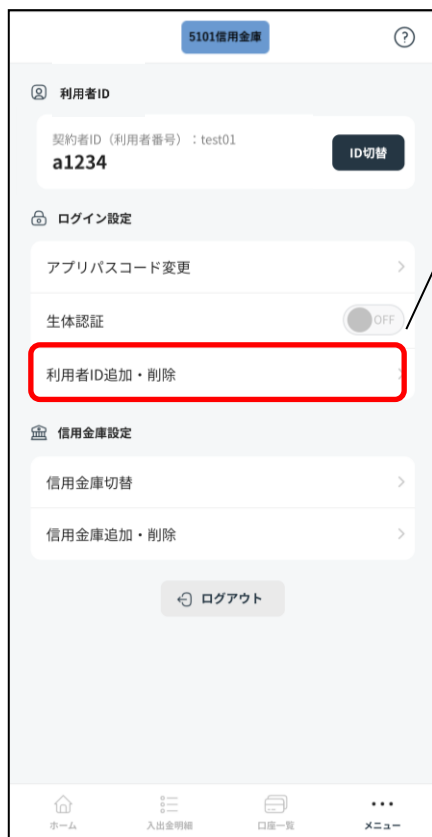 5101信用金庫
?
利用者ID
契約者ID（利用者番号）：test01
a1234
ID切替
ログイン設定
アプリパスコード変更
生体認証
OFF
利用者ID追加・削除
信用金庫設定
信用金庫切替
信用金庫追加・削除
ログアウト
ホーム
入出金明細
口座一覧
メニュー